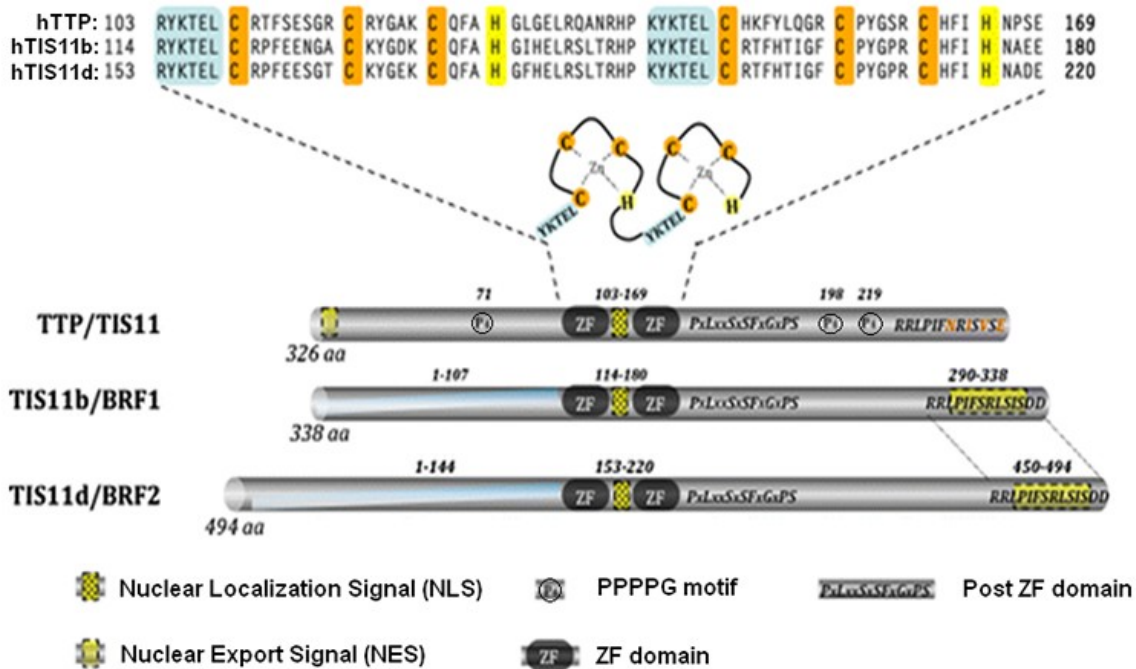 hTTP: 103 RYKTEL C RTFSESGR C RYGAK C QFA H GLGELRQANRHP KYKTEL C HKFYLQGR C PYGSR C HFI H NPSE 169
hTIS11b: 114 RYKTEL C RPFEENGA C KYGDK C QFA H GIHELRSLTRHP KYKTEL C RTFHTIGF C PYGPR C HFI H NAEE 180
hTIS11d: 153 RYKTEL C RPFEESGT C KYGEK C QFA H GFHELRSLTRHP KYKTEL C RTFHTIGF C PYGPR C HFI H NADE 220
C C C C
Zn Zn
C H C H
YKTEL YKTEL
71 103-169 198 219
TTP/TIS11 P4 ZF ZF PxLxxSxSFxGxPS P4 P4 RRLPIFNRISVSE
326 aa
1-107 114-180 290-338
TIS11b/BRF1 ZF ZF PxLxxSxSFxGxPS RRLPIFSRLSISDD
338 aa
1-144 153-220 450-494
TIS11d/BRF2 ZF ZF PxLxxSxSFxGxPS RRLPIFSRLSISDD
494 aa
Nuclear Localization Signal (NLS) P4 PPPPG motif PxLxxSxSFxGxPS Post ZF domain
Nuclear Export Signal (NES) ZF ZF domain